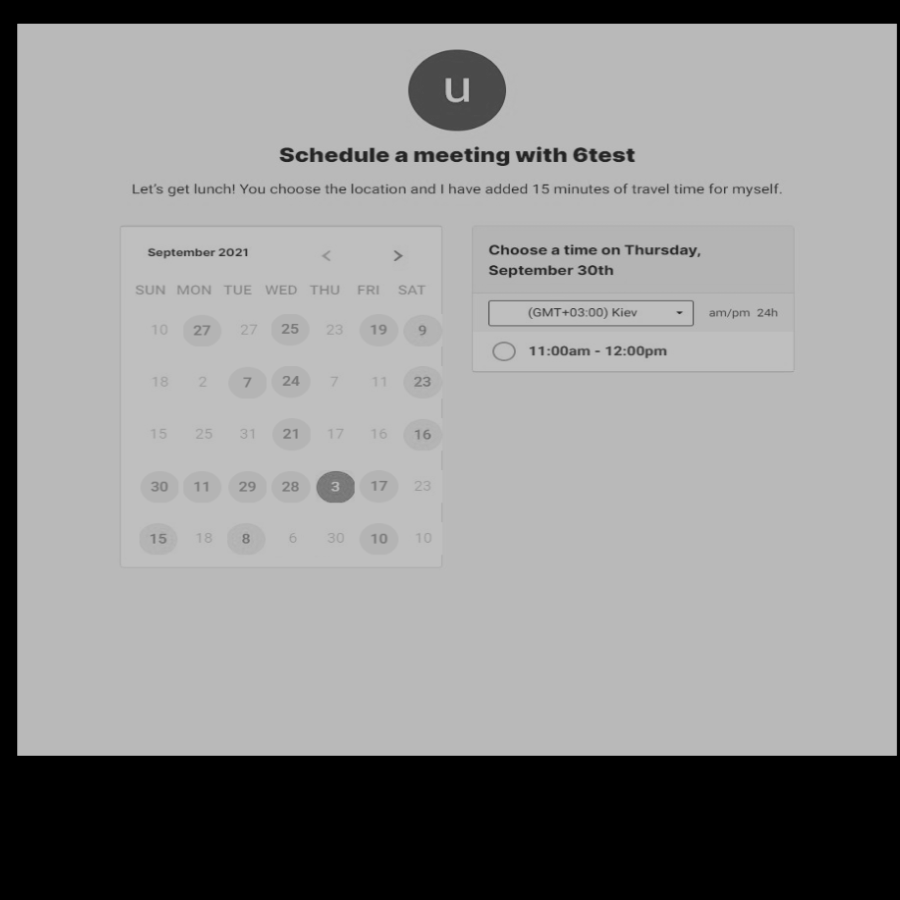 u
Schedule a meeting with 6test
Let's get lunch! You choose the location and I have added 15 minutes of travel time for myself.
September 2021 < >
SUN MON TUE WED THU FRI SAT
10 27 27 25 23 19 9
18 2 7 24 7 11 23
15 25 31 21 17 16 16
30 11 29 28 3 17 23
15 18 8 6 30 10 10
Choose a time on Thursday,
September 30th
(GMT+03:00) Kiev am/pm 24h
11:00am - 12:00pm